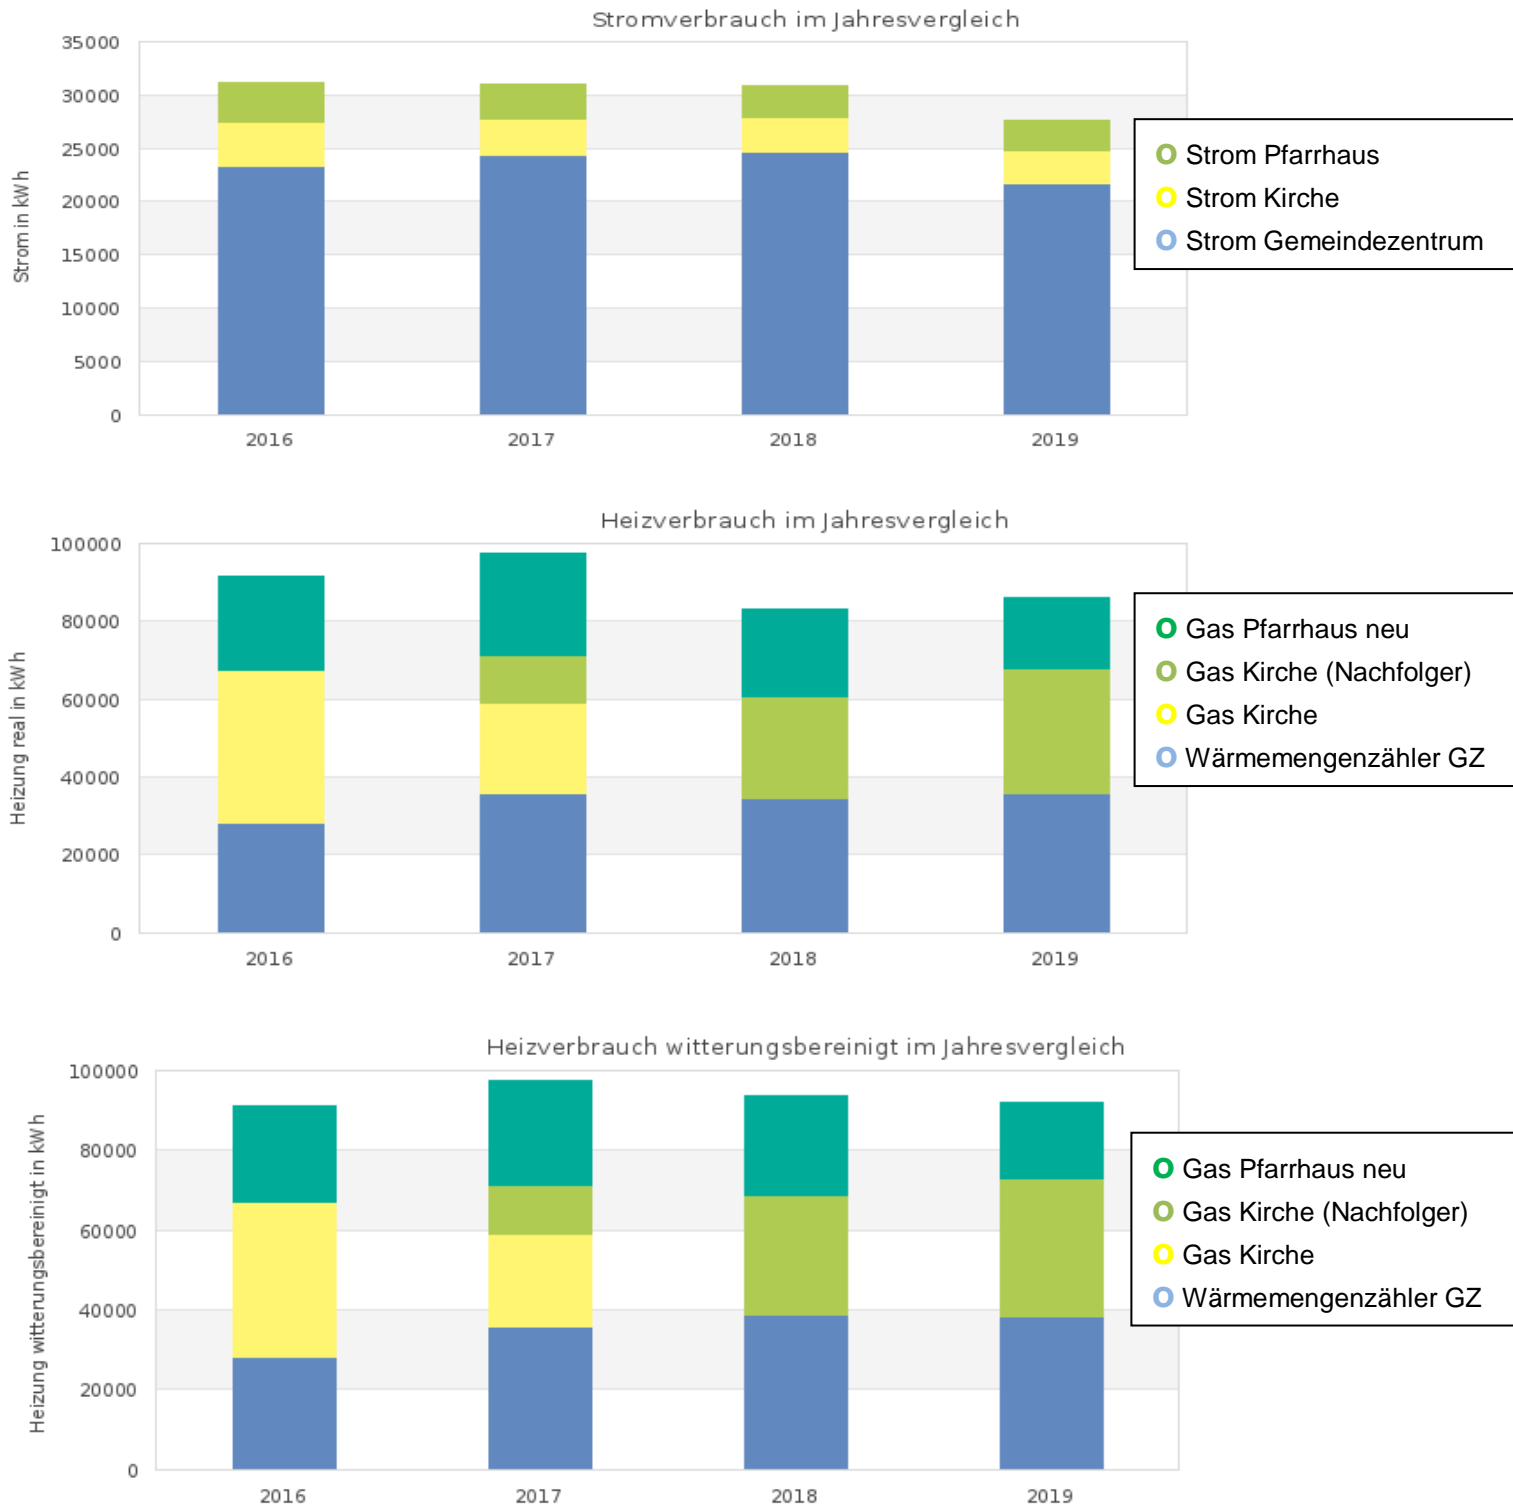 Stromverbrauch im Jahresvergleich
Strom in kWh
35000
30000
25000
20000
15000
10000
5000
0
2016 2017 2018 2019
O Strom Pfarrhaus
O Strom Kirche
O Strom Gemeindezentrum
Heizverbrauch im Jahresvergleich
Heizung real in kWh
100000
80000
60000
40000
20000
0
2016 2017 2018 2019
O Gas Pfarrhaus neu
O Gas Kirche (Nachfolger)
O Gas Kirche
O Wärmemengenzähler GZ
Heizverbrauch witterungsbereinigt im Jahresvergleich
Heizung witterungsbereinigt in kWh
100000
80000
60000
40000
20000
0
2016 2017 2018 2019
O Gas Pfarrhaus neu
O Gas Kirche (Nachfolger)
O Gas Kirche
O Wärmemengenzähler GZ